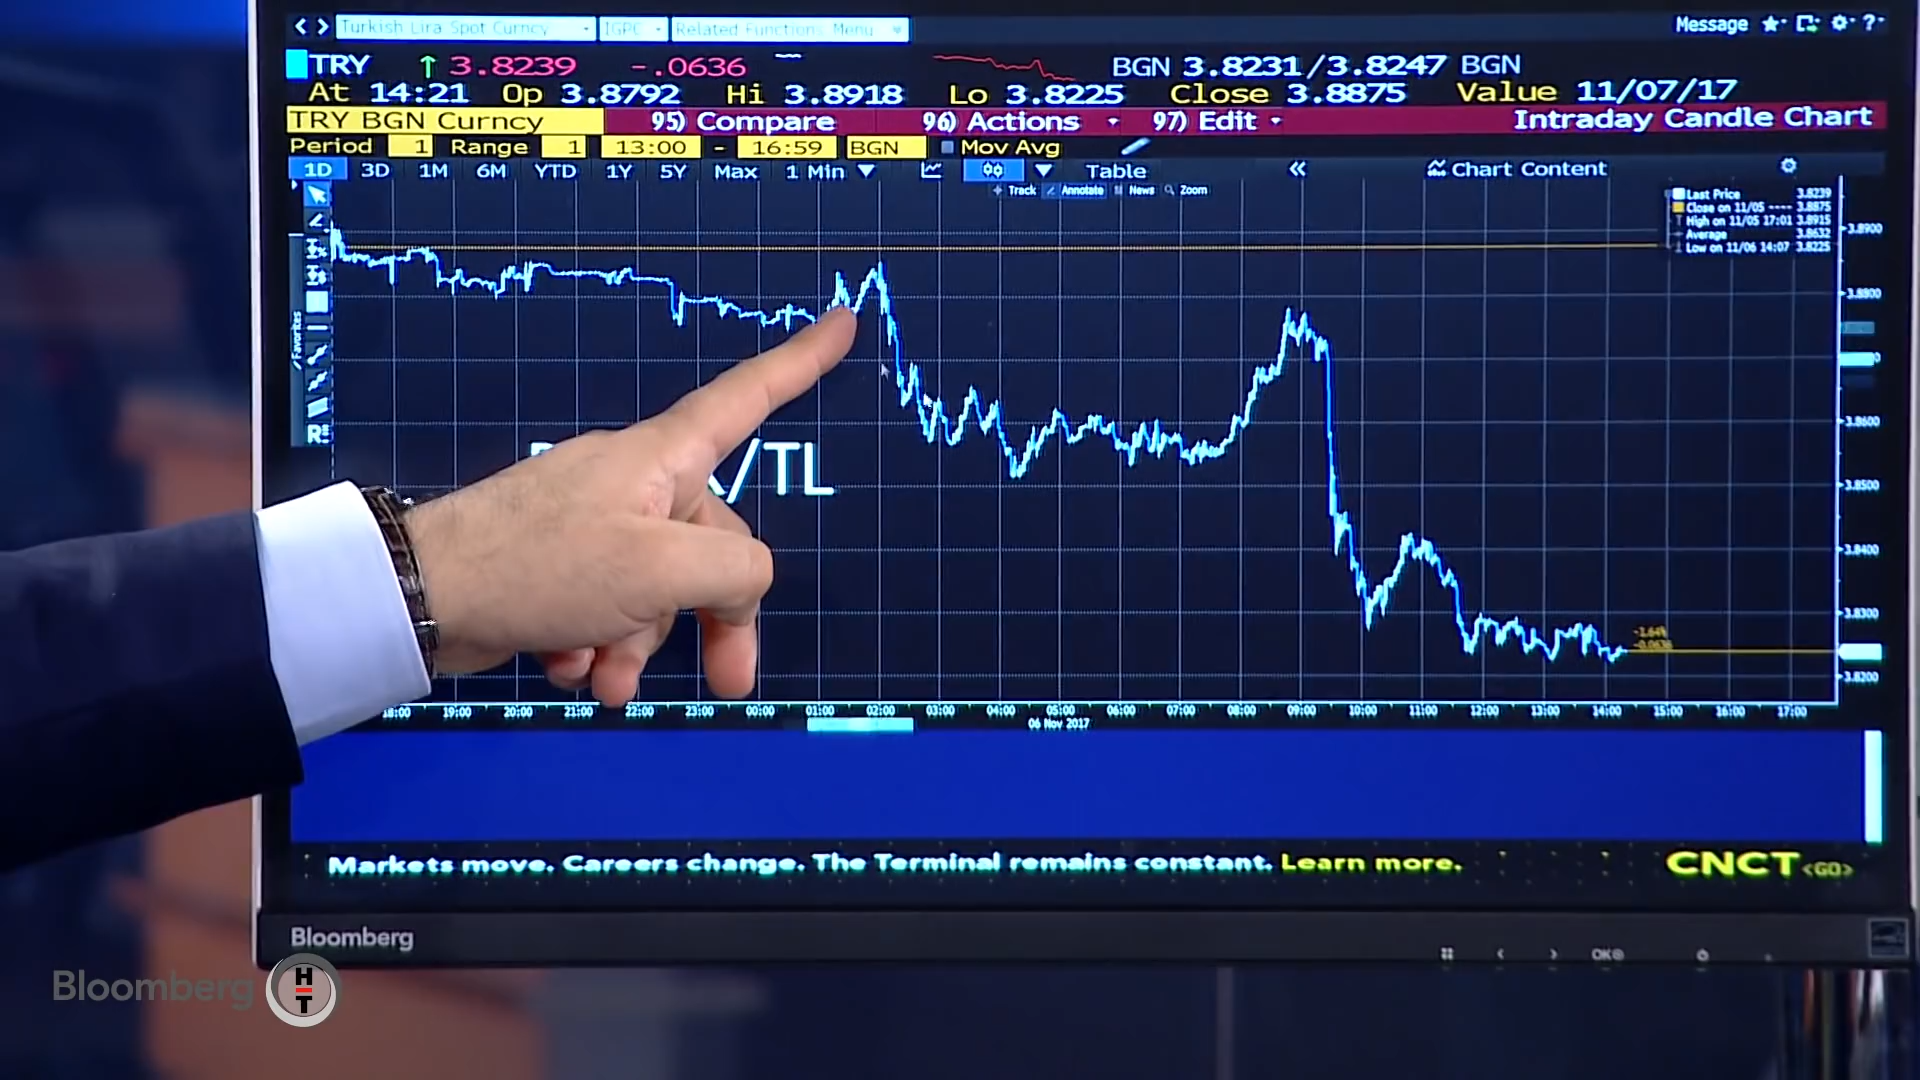 Turkish Lira Spot Curncy IGPC Related Functions Menu Message ?
TRY ↑ 3.8239 -.0636 BGN 3.8231/3.8247 BGN
At 14:21 Op 3.8792 Hi 3.8918 Lo 3.8225 Close 3.8875 Value 11/07/17
TRY BGN Curncy 95) Compare 96) Actions 97) Edit Intraday Candle Chart
Period 1 Range 1 13:00 - 16:59 BGN Mov Avg
1D 3D 1M 6M YTD 1Y 5Y Max 1 Min Table « Chart Content
Track Annotate News Zoom
Last Price 3.8239
Close on 11/05 ---- 3.8875
High on 11/05 17:01 3.8915
Average 3.8632
Low on 11/06 14:07 3.8225
3.8900
3.8800
Favorites
3.8600
/TL
3.8500
3.8400
3.8300
-1.64%
-0.0636
3.8200
18:00 19:00 20:00 21:00 22:00 23:00 00:00 01:00 02:00 03:00 04:00 05:00 06:00 07:00 08:00 09:00 10:00 11:00 12:00 13:00 14:00 15:00 16:00 17:00
06 Nov 2017
Markets move. Careers change. The Terminal remains constant. Learn more. CNCT <GO>
Bloomberg
OK
Bloomberg HT